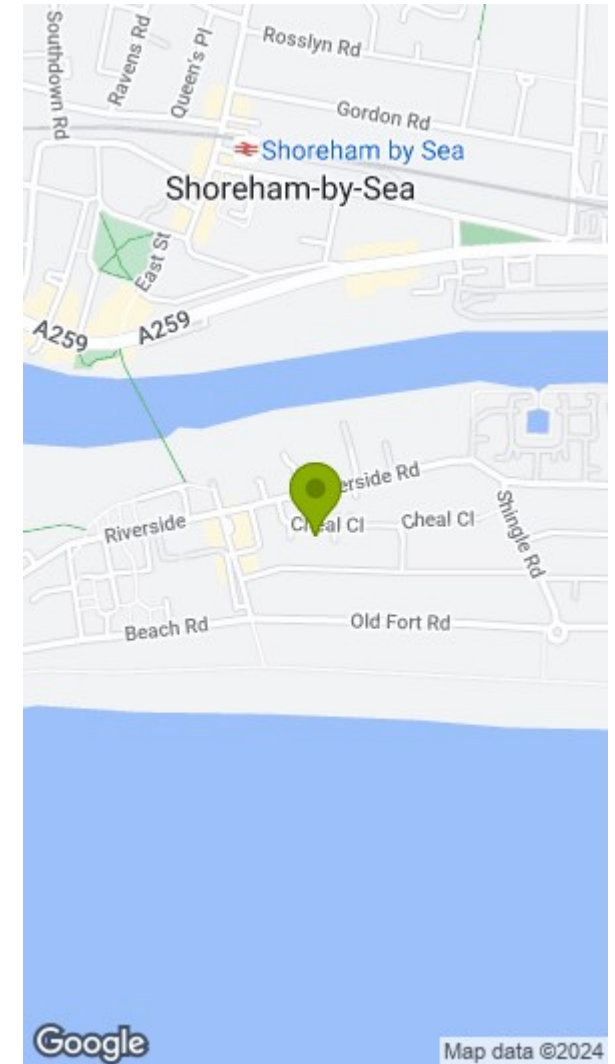 Southdown Rd
Ravens Rd
Queen's Pl
Rosslyn Rd
Gordon Rd
Shoreham by Sea
Shoreham-by-Sea
East St
A259
A259
erside Rd
Riverside
Cheal Cl
Cheal Cl
Shingle Rd
Beach Rd
Old Fort Rd
Google
Map data ©2024